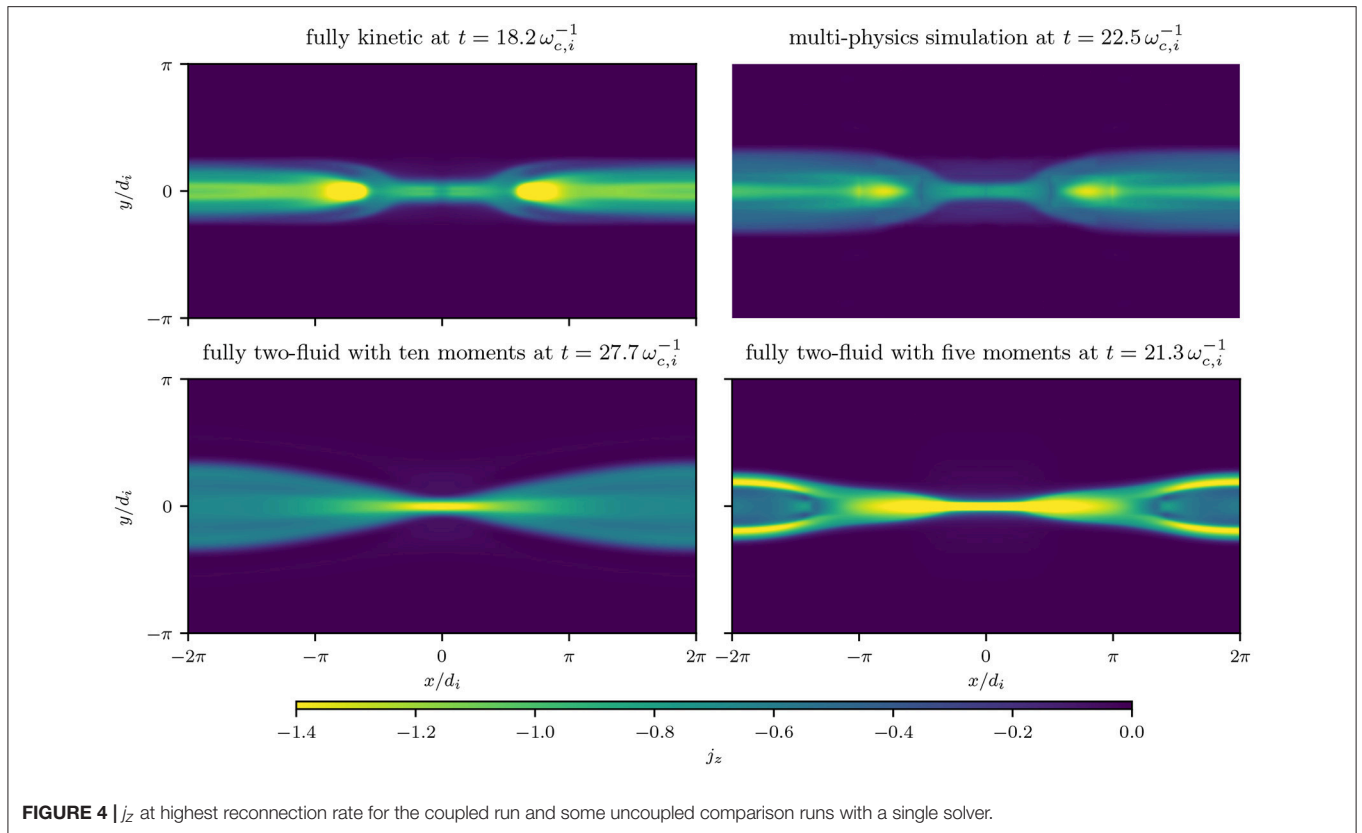 fully kinetic at t = 18.2 ω_{c,i}^{-1}
multi-physics simulation at t = 22.5 ω_{c,i}^{-1}
π
y/d_i
0
−π
fully two-fluid with ten moments at t = 27.7 ω_{c,i}^{-1}
fully two-fluid with five moments at t = 21.3 ω_{c,i}^{-1}
π
y/d_i
0
−π
−2π −π 0 π 2π
−2π −π 0 π 2π
x/d_i
x/d_i
−1.4 −1.2 −1.0 −0.8 −0.6 −0.4 −0.2 0.0
j_z
FIGURE 4 | j_Z at highest reconnection rate for the coupled run and some uncoupled comparison runs with a single solver.